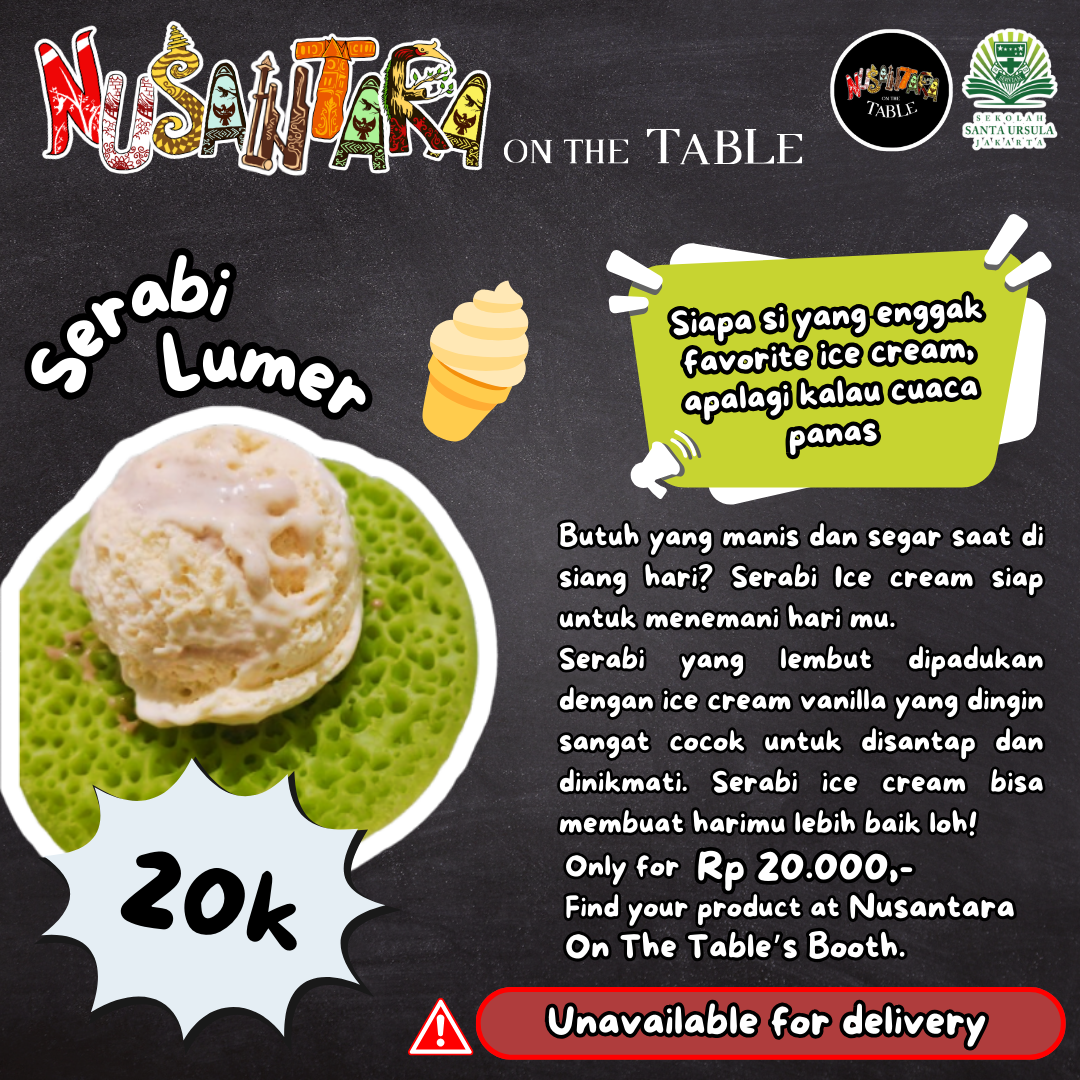 NUSANTARA ON THE TABLE
NUSANTARA
ON THE
TABLE
SEKOLAH
SANTA URSULA
JAKARTA
Serabi
Lumer
Siapa si yang enggak
favorite ice cream,
apalagi kalau cuaca
panas
Butuh yang manis dan segar saat di
siang hari? Serabi Ice cream siap
untuk menemani hari mu.
Serabi yang lembut dipadukan
dengan ice cream vanilla yang dingin
sangat cocok untuk disantap dan
dinikmati. Serabi ice cream bisa
membuat harimu lebih baik loh!
Only for Rp 20.000,-
Find your product at Nusantara
On The Table's Booth.
20k
Unavailable for delivery